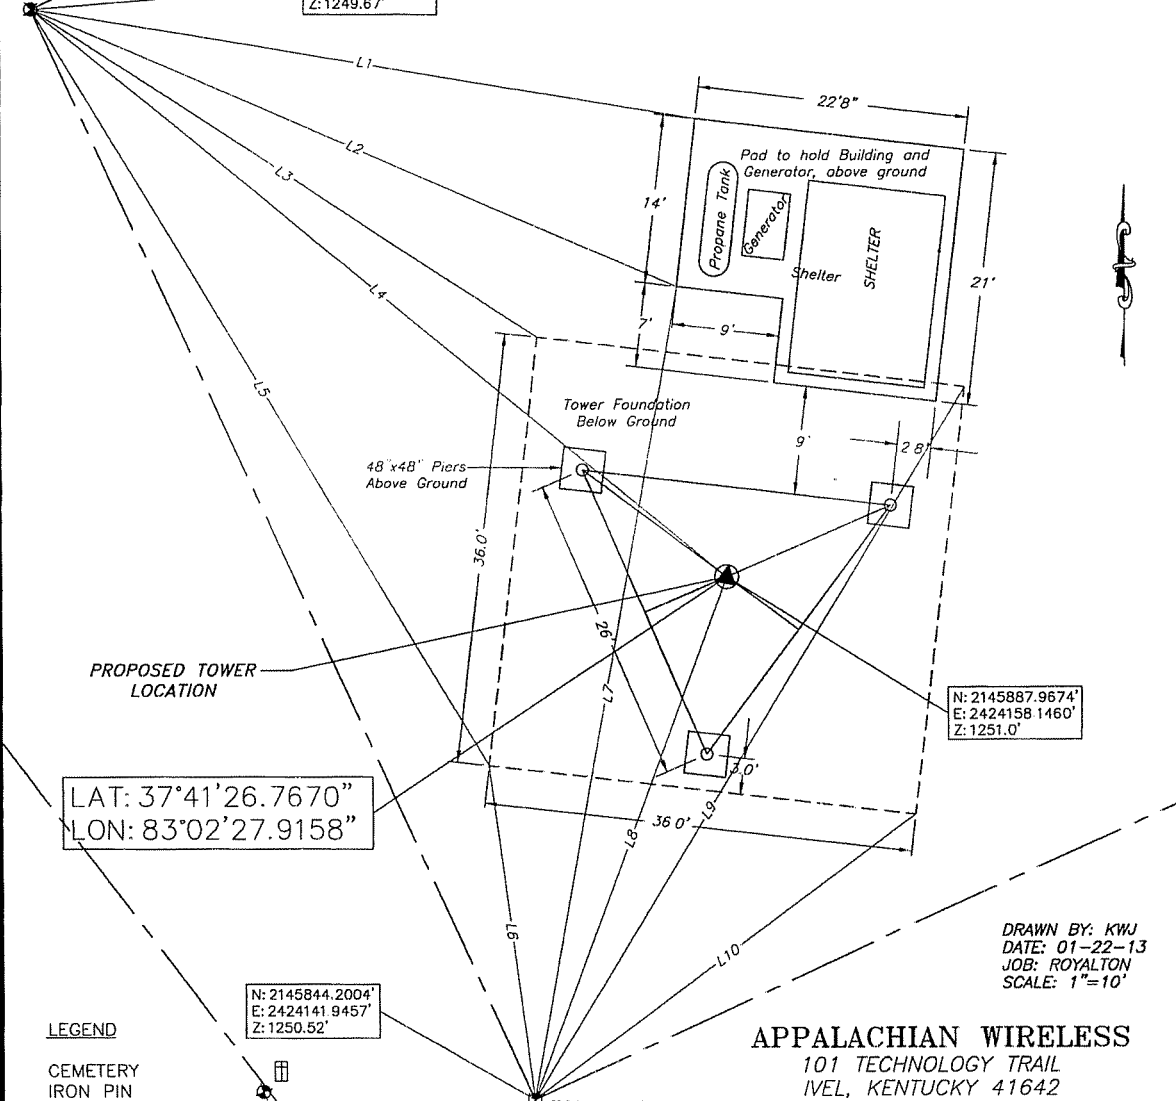 Z: 1249.67'
L1
22'8"
L2
L3
Pad to hold Building and
Generator, above ground
14'
Propane Tank
Generator
SHELTER
Shelter
21'
L4
7'
9'
L5
Tower Foundation
Below Ground
9'
2 8'
48"x48" Piers
Above Ground
36.0'
26'
PROPOSED TOWER
LOCATION
L7
N: 2145887.9674'
E: 2424158.1460'
Z: 1251.0'
3.0'
LAT: 37°41'26.7670"
LON: 83°02'27.9158"
36 0'
L9
L8
L6
L10
DRAWN BY: KWJ
DATE: 01-22-13
JOB: ROYALTON
SCALE: 1"=10'
N: 2145844.2004'
E: 2424141.9457'
Z: 1250.52'
LEGEND
CEMETERY
IRON PIN
APPALACHIAN WIRELESS
101 TECHNOLOGY TRAIL
IVEL, KENTUCKY 41642